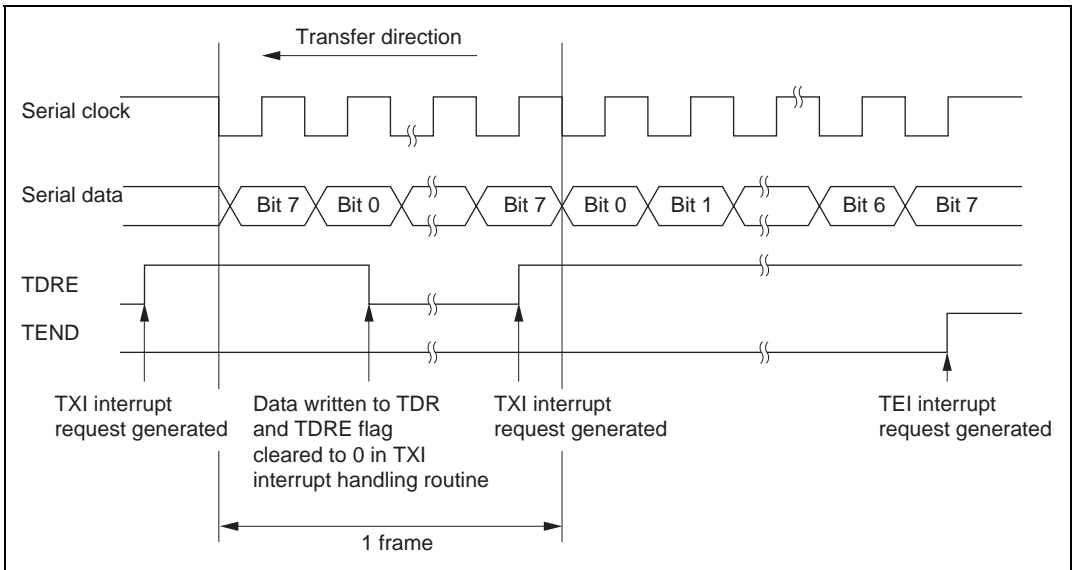 Transfer direction
Serial clock
Serial data
Bit 7 Bit 0 Bit 7 Bit 0 Bit 1 Bit 6 Bit 7
TDRE
TEND
TXI interrupt
request generated
Data written to TDR
and TDRE flag
cleared to 0 in TXI
interrupt handling routine
TXI interrupt
request generated
TEI interrupt
request generated
1 frame